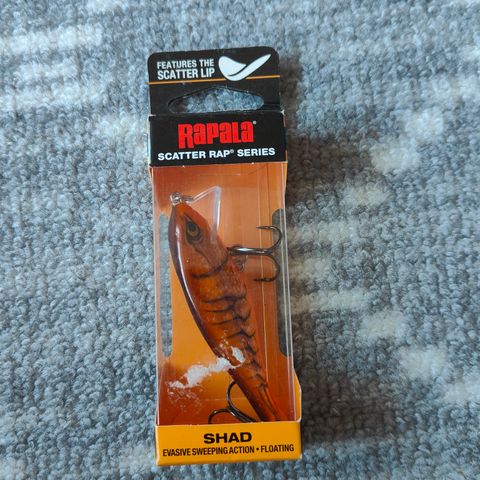 FEATURES THE
SCATTER LIP
RAPALA®
SCATTER RAP® SERIES
SHAD
EVASIVE SWEEPING ACTION • FLOATING